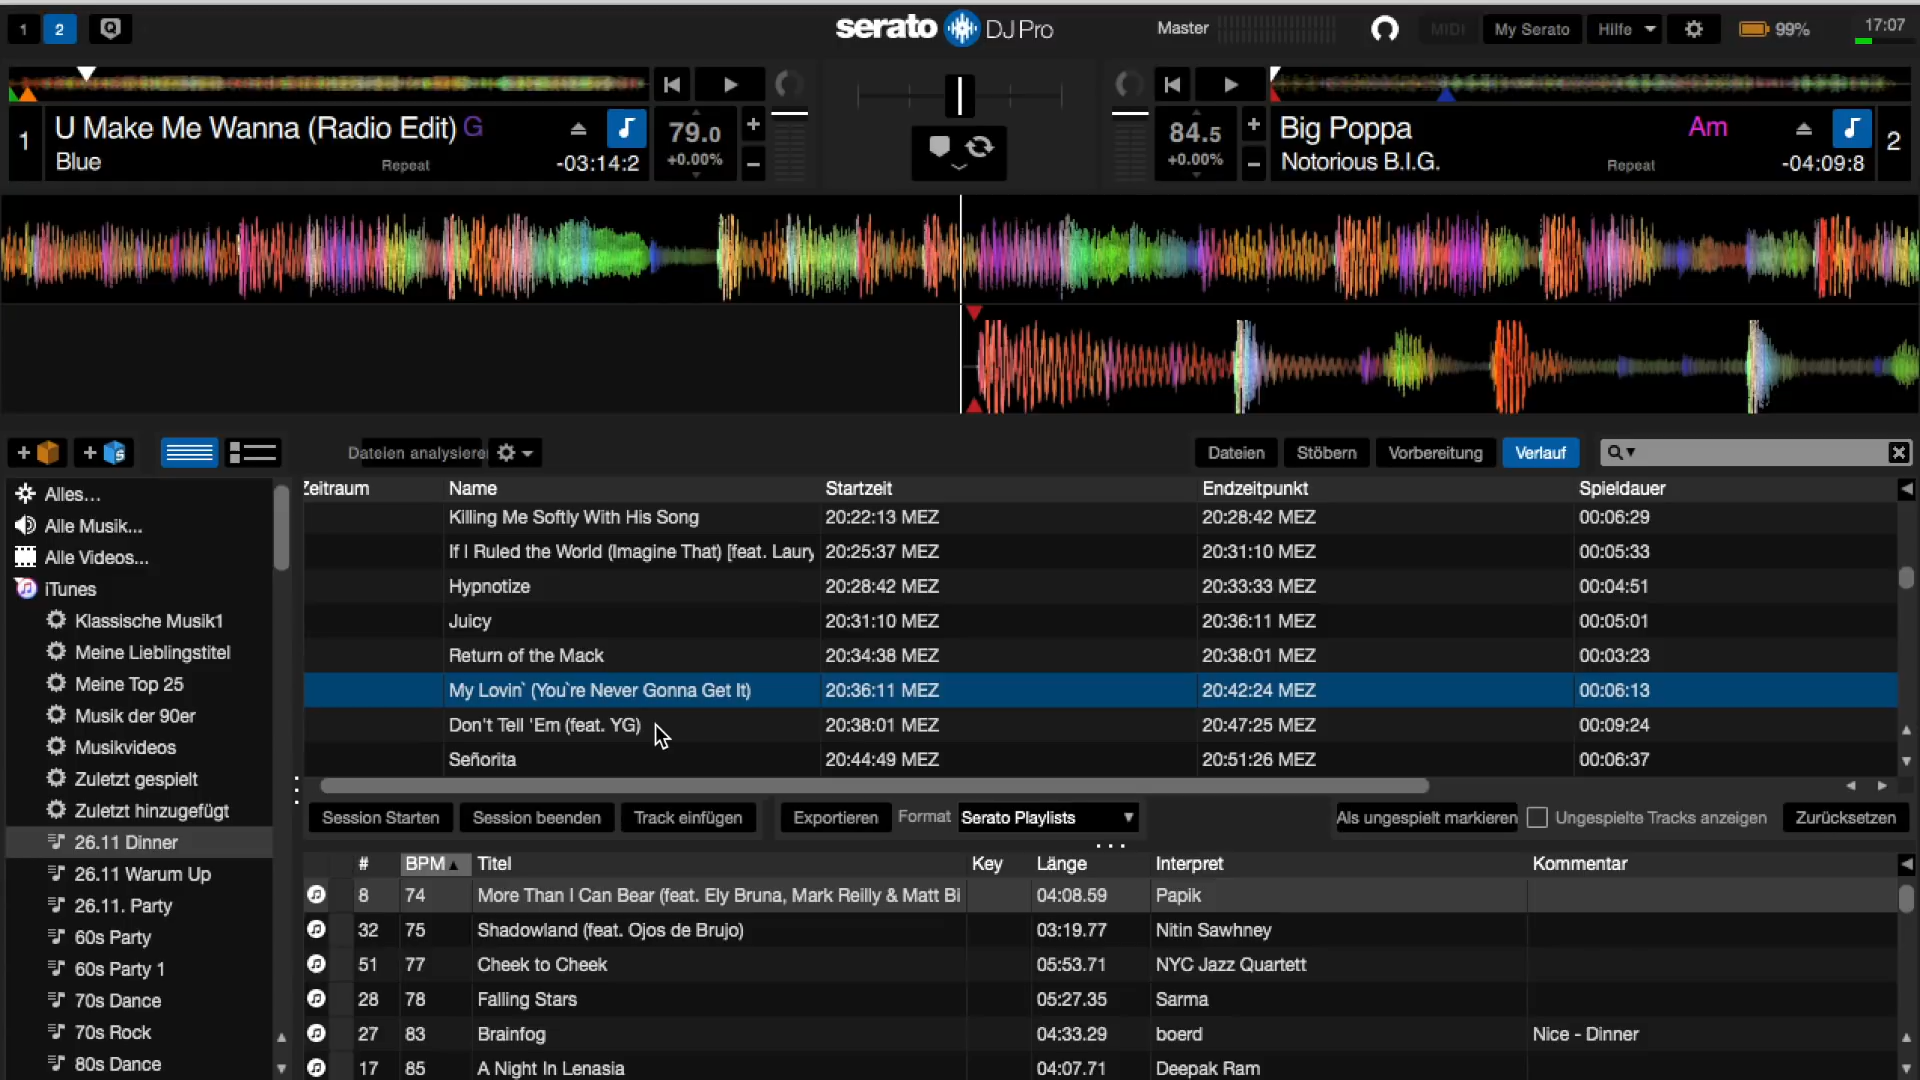 1 2 serato DJ Pro Master MIDI My Serato Hilfe 99% 17:07
1 U Make Me Wanna (Radio Edit) G 79.0 84.5 Big Poppa Am 2
Blue Repeat -03:14:2 +0.00% +0.00% Notorious B.I.G. Repeat -04:09:8
Dateien analysieren Dateien Stöbern Vorbereitung Verlauf
Zeitraum Name Startzeit Endzeitpunkt Spieldauer
Killing Me Softly With His Song 20:22:13 MEZ 20:28:42 MEZ 00:06:29
If I Ruled the World (Imagine That) [feat. Laury 20:25:37 MEZ 20:31:10 MEZ 00:05:33
Hypnotize 20:28:42 MEZ 20:33:33 MEZ 00:04:51
Juicy 20:31:10 MEZ 20:36:11 MEZ 00:05:01
Return of the Mack 20:34:38 MEZ 20:38:01 MEZ 00:03:23
My Lovin` (You`re Never Gonna Get It) 20:36:11 MEZ 20:42:24 MEZ 00:06:13
Don't Tell 'Em (feat. YG) 20:38:01 MEZ 20:47:25 MEZ 00:09:24
Señorita 20:44:49 MEZ 20:51:26 MEZ 00:06:37
Alles...
Alle Musik...
Alle Videos...
iTunes
Klassische Musik1
Meine Lieblingstitel
Meine Top 25
Musik der 90er
Musikvideos
Zuletzt gespielt
Zuletzt hinzugefügt
26.11 Dinner
26.11 Warum Up
26.11. Party
60s Party
60s Party 1
70s Dance
70s Rock
80s Dance
Session Starten Session beenden Track einfügen Exportieren Format Serato Playlists Als ungespielt markieren Ungespielte Tracks anzeigen Zurücksetzen
# BPM Titel Key Länge Interpret Kommentar
8 74 More Than I Can Bear (feat. Ely Bruna, Mark Reilly & Matt Bi 04:08.59 Papik
32 75 Shadowland (feat. Ojos de Brujo) 03:19.77 Nitin Sawhney
51 77 Cheek to Cheek 05:53.71 NYC Jazz Quartett
28 78 Falling Stars 05:27.35 Sarma
27 83 Brainfog 04:33.29 boerd Nice - Dinner
17 85 A Night In Lenasia 04:07.71 Deepak Ram